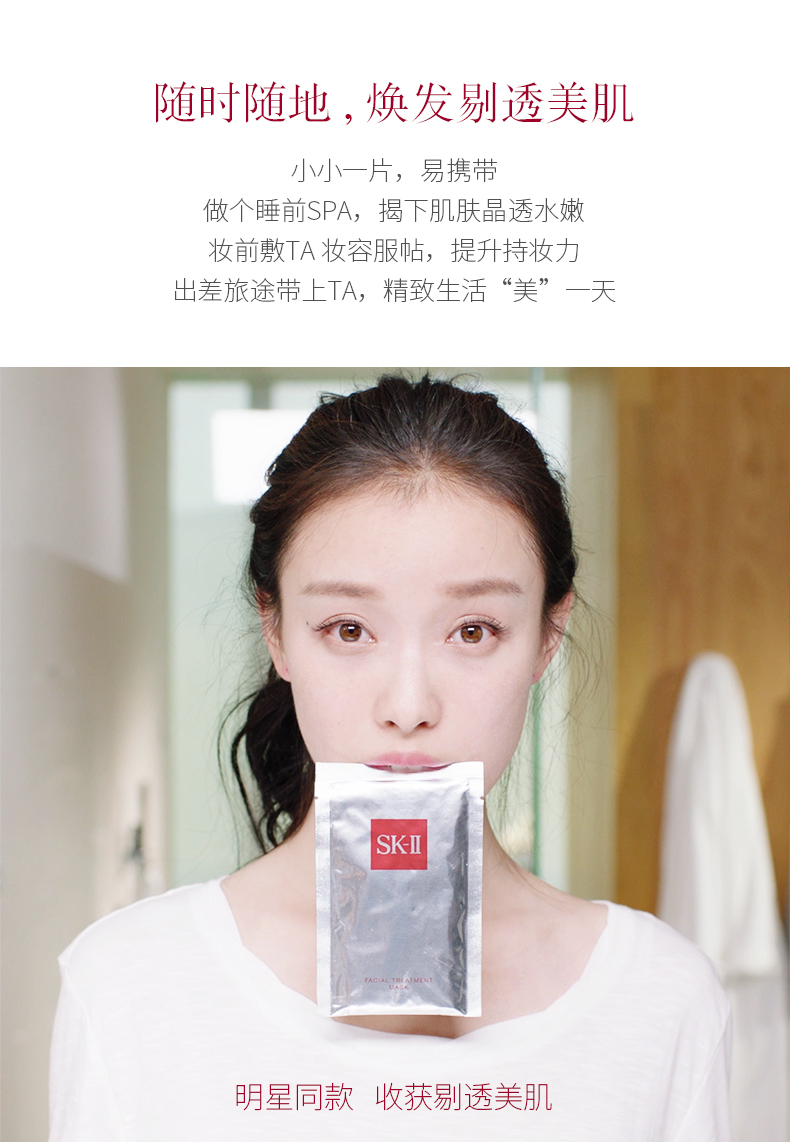 随时随地，焕发剔透美肌
小小一片，易携带
做个睡前SPA，揭下肌肤晶透水嫩
妆前敷TA 妆容服帖，提升持妆力
出差旅途带上TA，精致生活“美”一天
SK-II
FACIAL TREATMENT
MASK
明星同款 收获剔透美肌